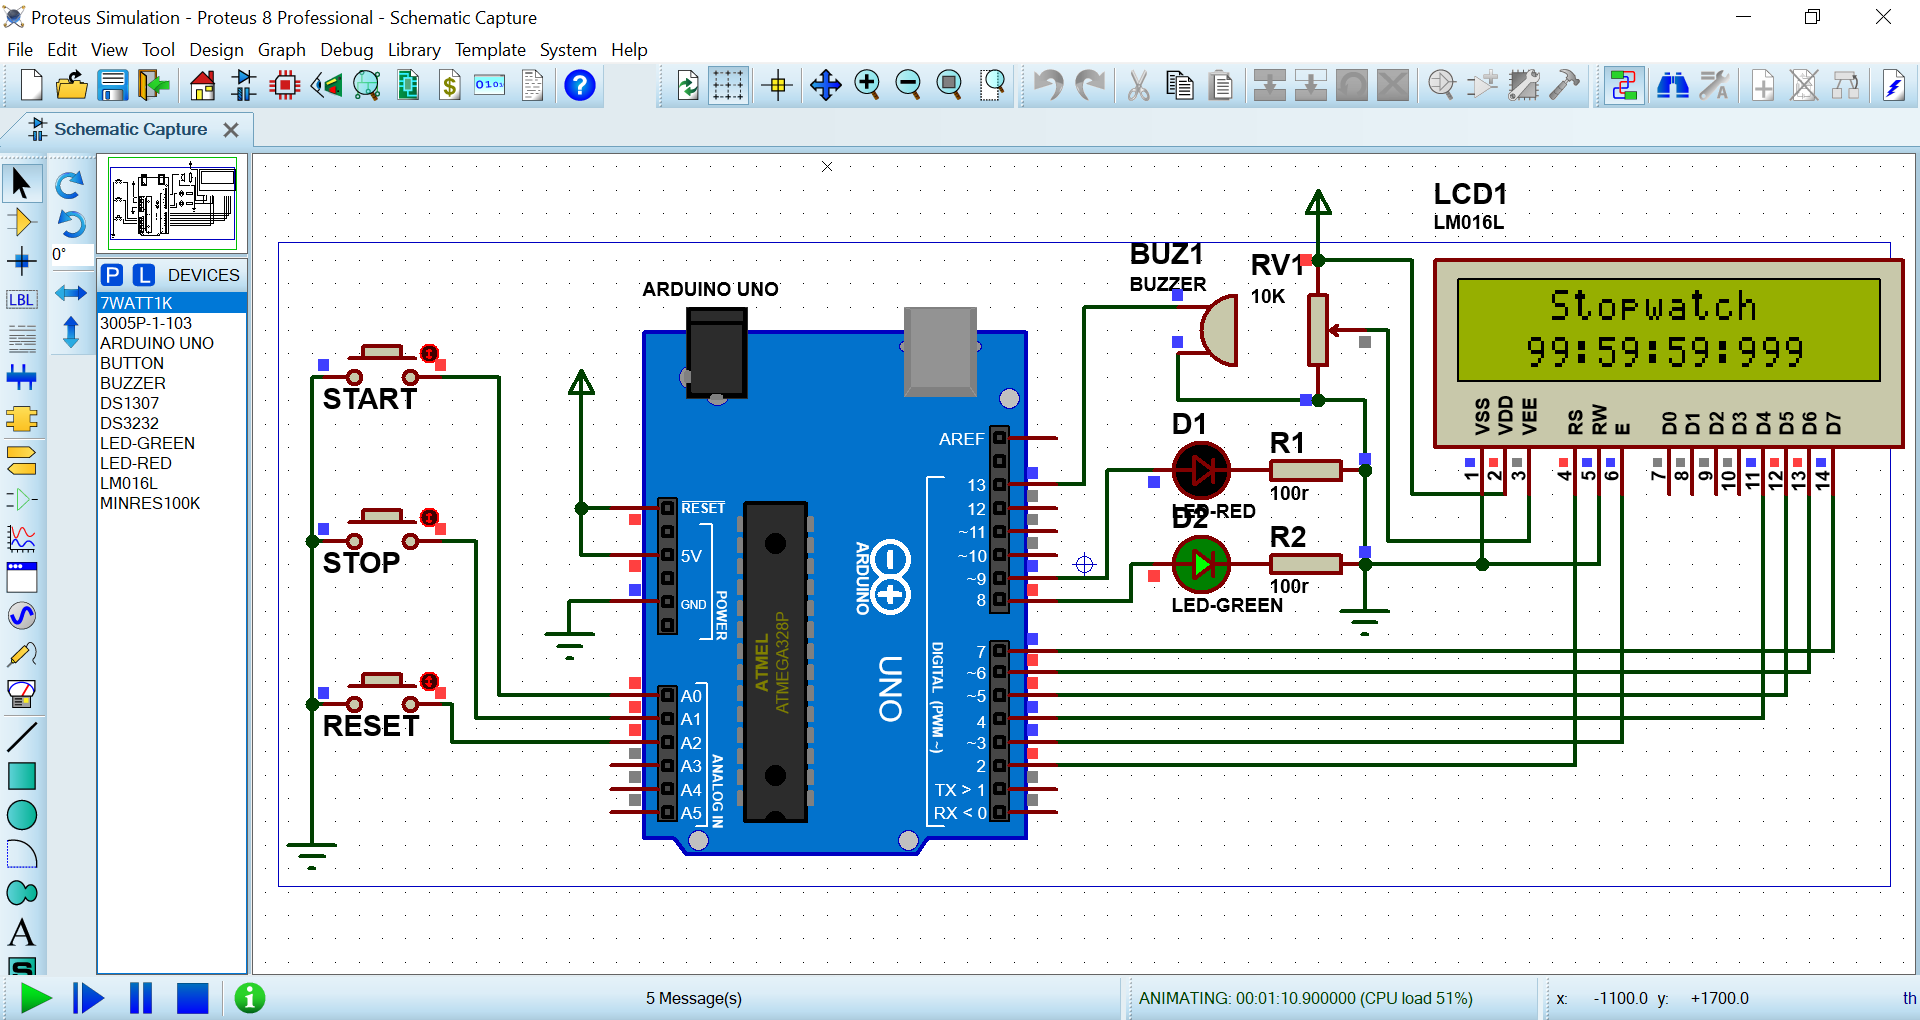 Proteus Simulation - Proteus 8 Professional - Schematic Capture
File Edit View Tool Design Graph Debug Library Template System Help
$ 0101 ?
Schematic Capture
0°
P L DEVICES
LBL
7WATT1K
3005P-1-103
ARDUINO UNO
BUTTON
BUZZER
DS1307
DS3232
LED-GREEN
LED-RED
LM016L
MINRES100K
A
S
START
STOP
RESET
ARDUINO UNO
RESET
5V
GND
POWER
A0
A1
A2
A3
A4
A5
ANALOG IN
ATMEL
ATMEGA328P
ARDUINO
UNO
AREF
13
12
~11
~10
~9
8
DIGITAL (PWM ~)
7
~6
~5
4
~3
2
TX > 1
RX < 0
BUZ1
BUZZER
RV1
10K
D1
LED-RED
R1
100r
D2
LED-GREEN
R2
100r
LCD1
LM016L
Stopwatch
99:59:59:999
VSS VDD VEE RS RW E D0 D1 D2 D3 D4 D5 D6 D7
1 2 3 4 5 6 7 8 9 10 11 12 13 14
5 Message(s)
ANIMATING: 00:01:10.900000 (CPU load 51%)
x: -1100.0 y: +1700.0 th